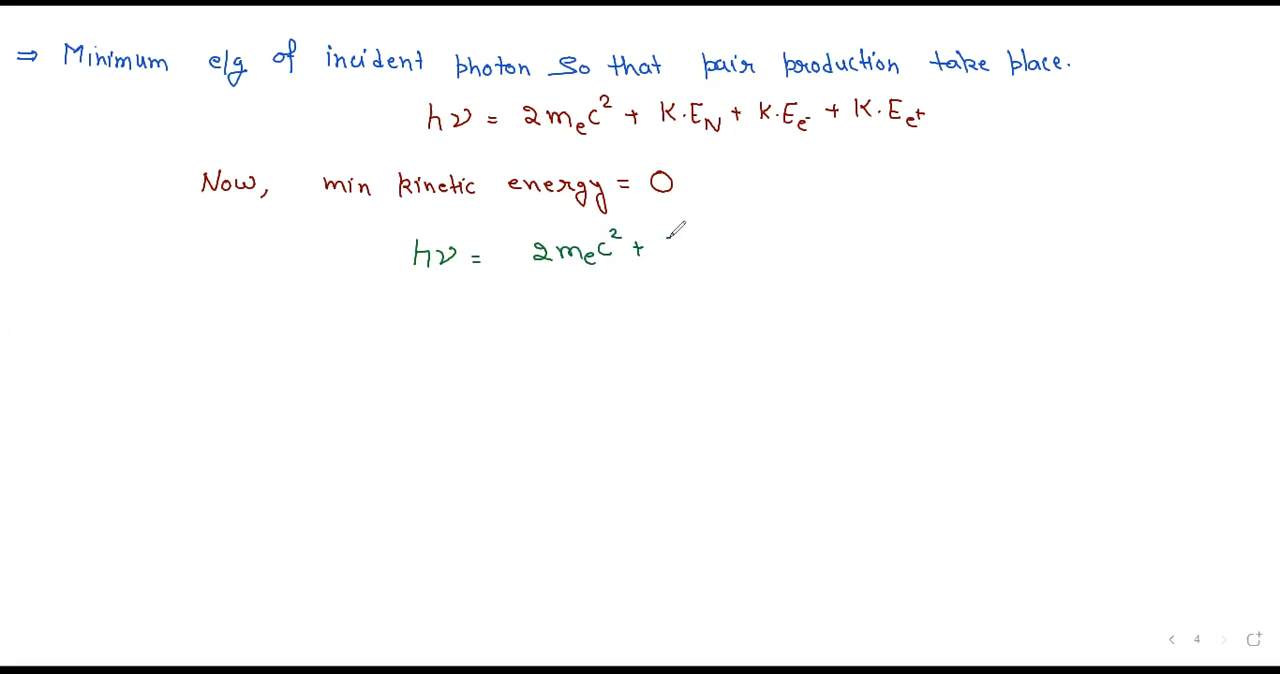 ⇒ Minimum e/g of incident photon so that pair production take place.
hν = 2mₑc² + K.E_N + K.E_e⁻ + K.E_e⁺
Now, min kinetic energy = 0
hν = 2mₑc² +
< 4 >